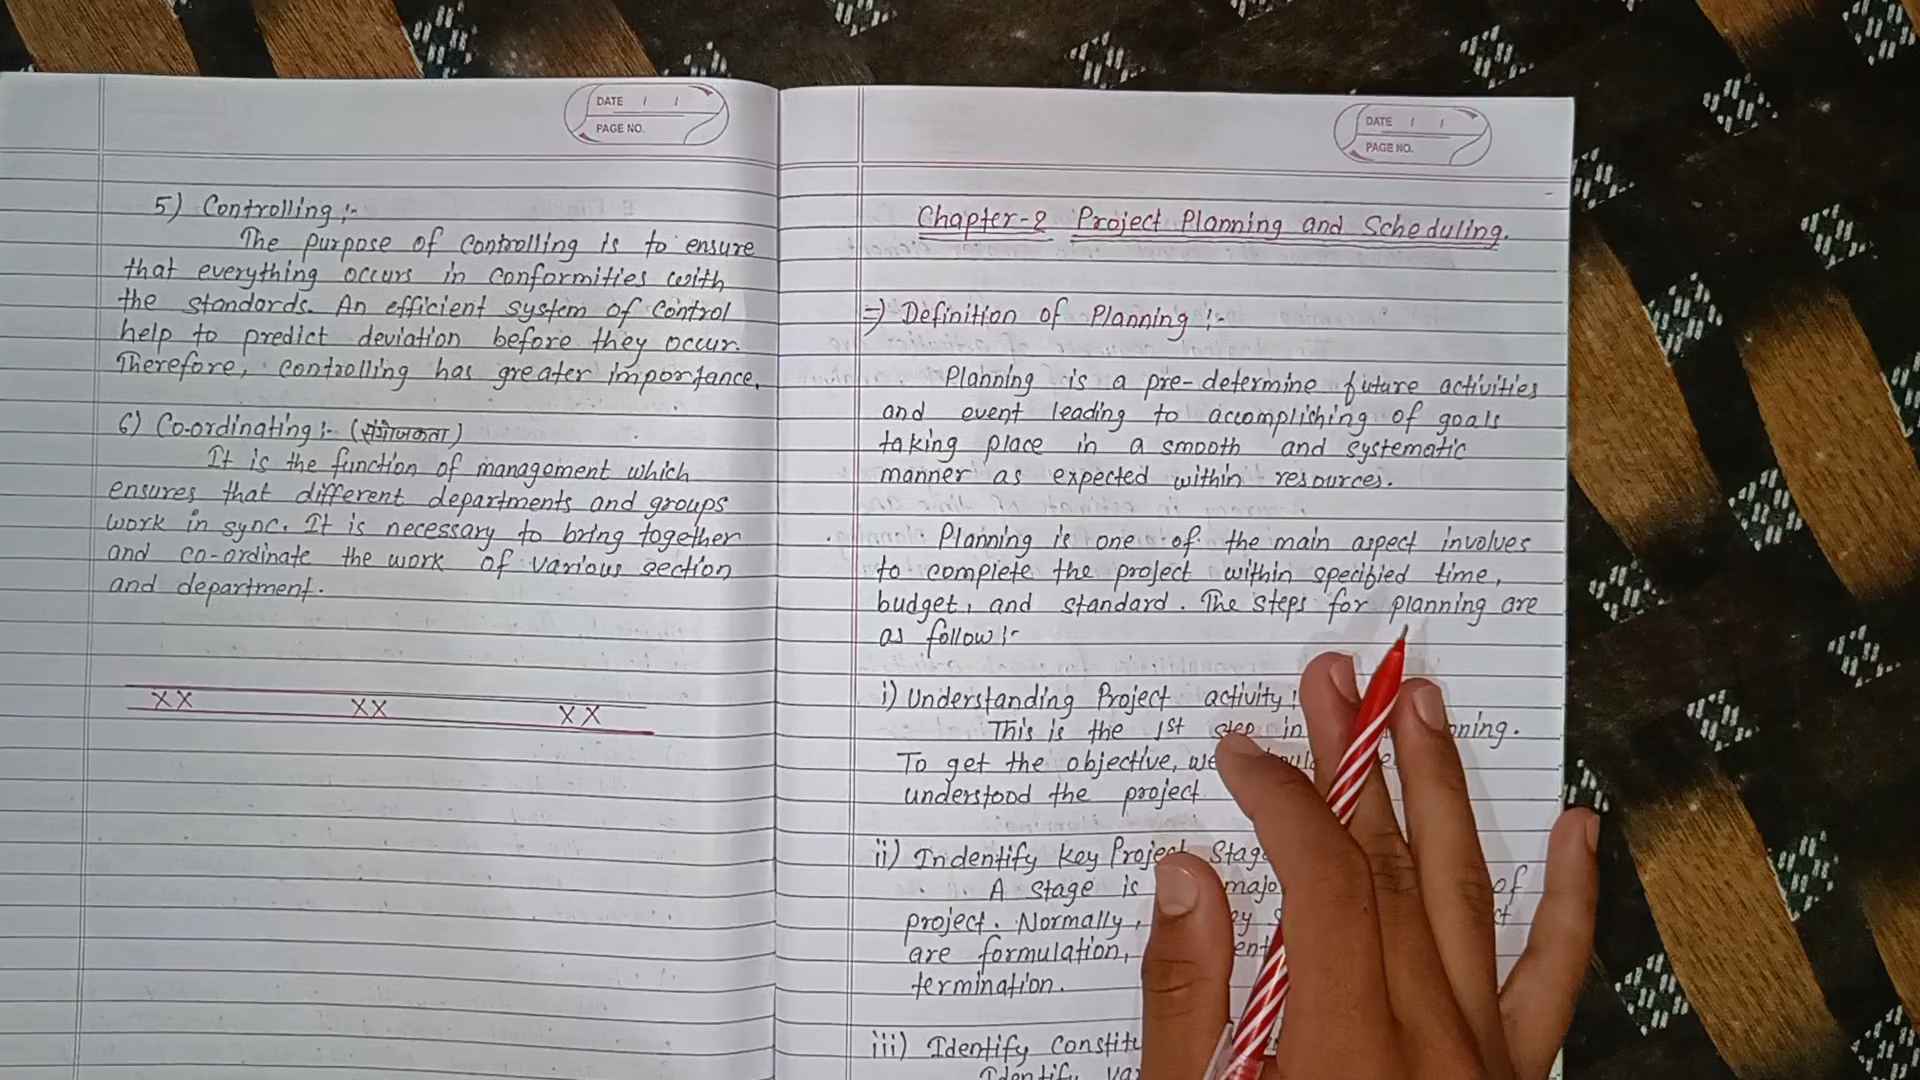 DATE / /
PAGE NO.
5) Controlling :-
The purpose of controlling is to ensure
that everything occurs in conformities with
the standords. An efficient system of control
help to predict deviation before they occur.
Therefore, controlling has greater importance.
6) Co-ordinating :- (संयोजकता)
It is the function of management which
ensures that different departments and groups
work in sync. It is necessary to bring together
and co-ordinate the work of various section
and department.
XX XX XX
DATE / /
PAGE NO.
Chapter-2 Project Planning and Scheduling.
=) Definition of Planning :-
Planning is a pre-determine future activities
and event leading to accomplishing of goals
taking place in a smooth and systematic
manner as expected within resources.
Planning is one of the main aspect involves
to complete the project within specified time,
budget, and standard. The steps for planning are
as follow :-
i) Understanding Project activity :
This is the 1st step in
To get the objective, we
understood the project
ii) Indentify Key Project
A stage is of
project. Normally,
are formulation,
termination.
iii) Identify
Identify